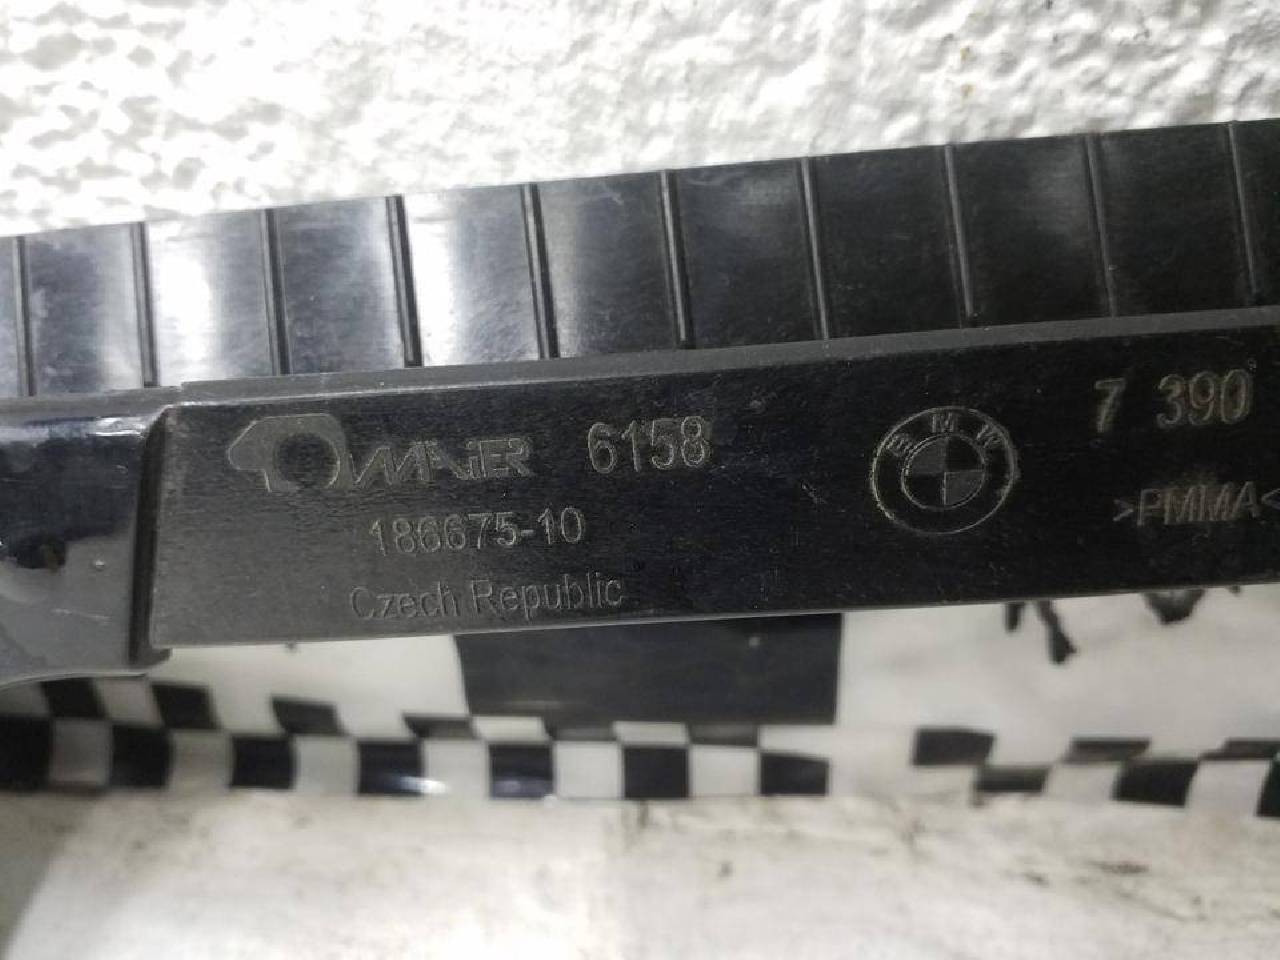 MAIER 6158
186675-10
Czech Republic
BMW
7 390
>PMMA<